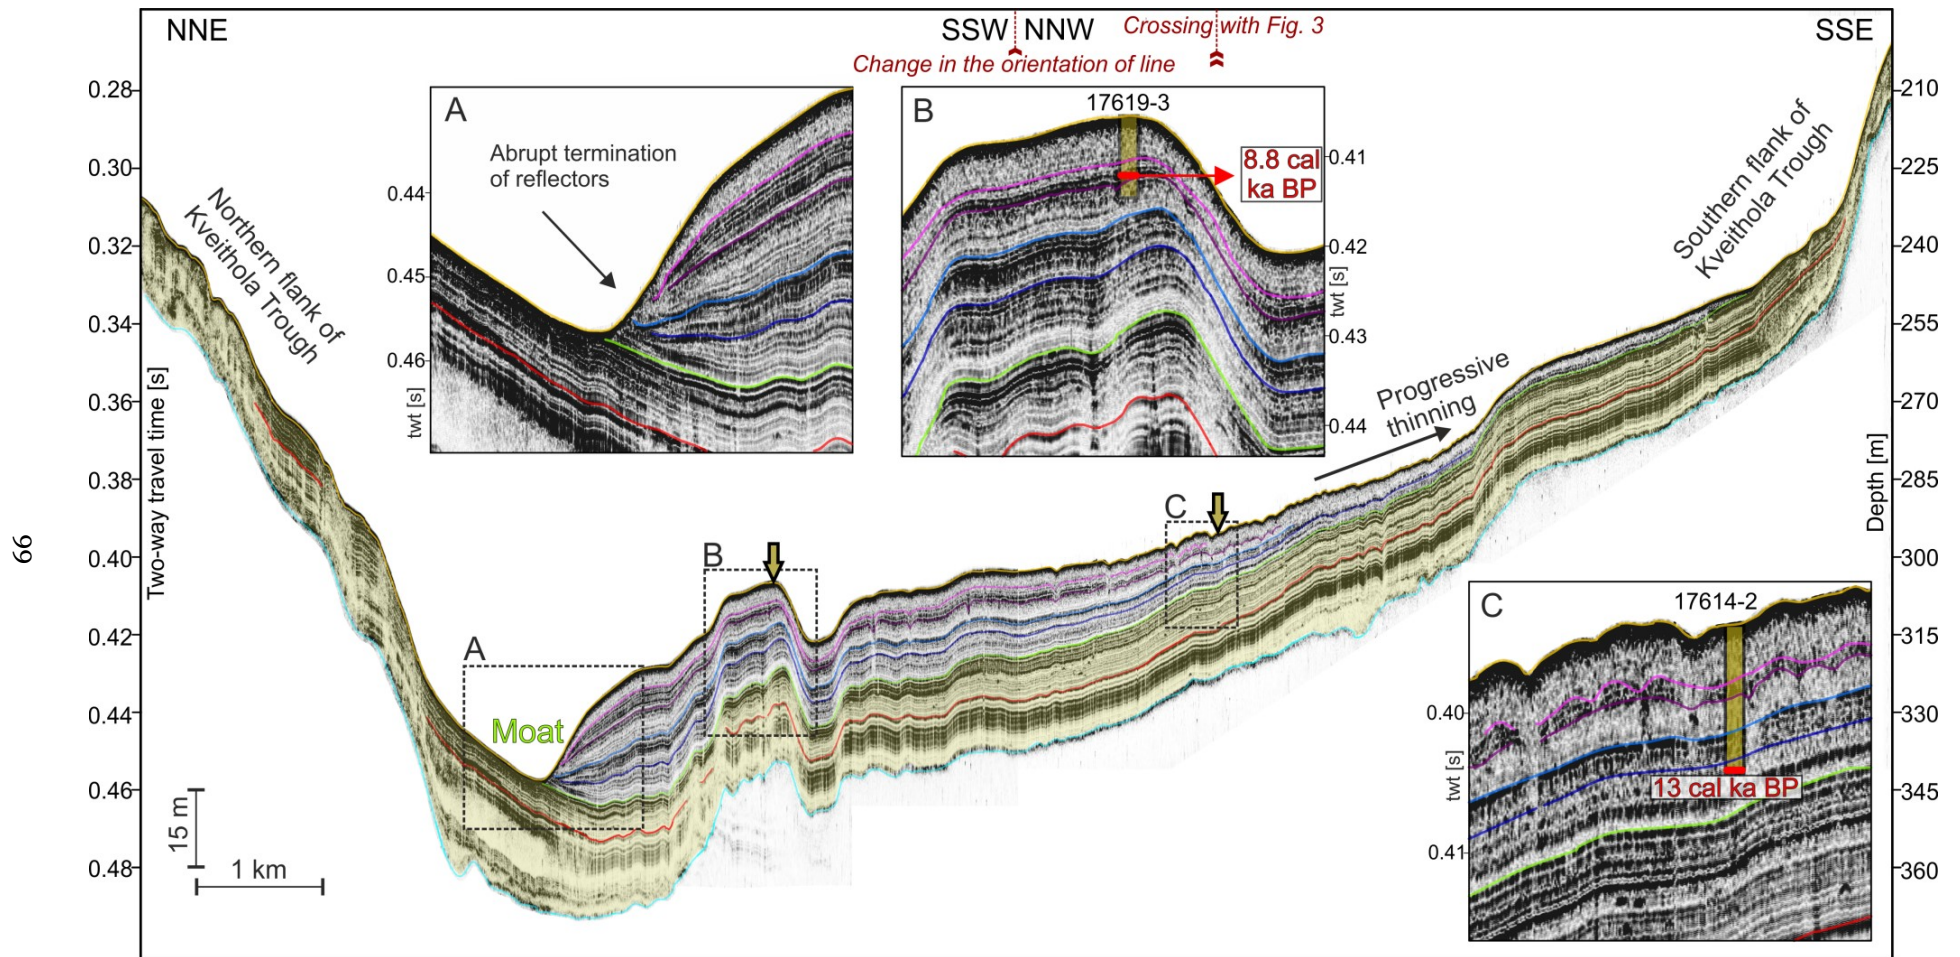 NNE
SSW
NNW
Crossing with Fig. 3
SSE
Change in the orientation of line
0.28
0.30
0.32
0.34
0.36
0.38
0.40
0.42
0.44
0.46
0.48
Two-way travel time [s]
66
Northern flank of
Kveithola Trough
A
Abrupt termination
of reflectors
0.44
0.45
0.46
twt [s]
B
17619-3
8.8 cal
ka BP
0.41
0.42
twt [s]
0.43
0.44
Southern flank of
Kveithola Trough
Progressive
thinning
A
Moat
B
C
15 m
1 km
C
17614-2
0.40
twt [s]
0.41
13 cal ka BP
210
225
240
255
270
285
300
315
330
345
360
Depth [m]